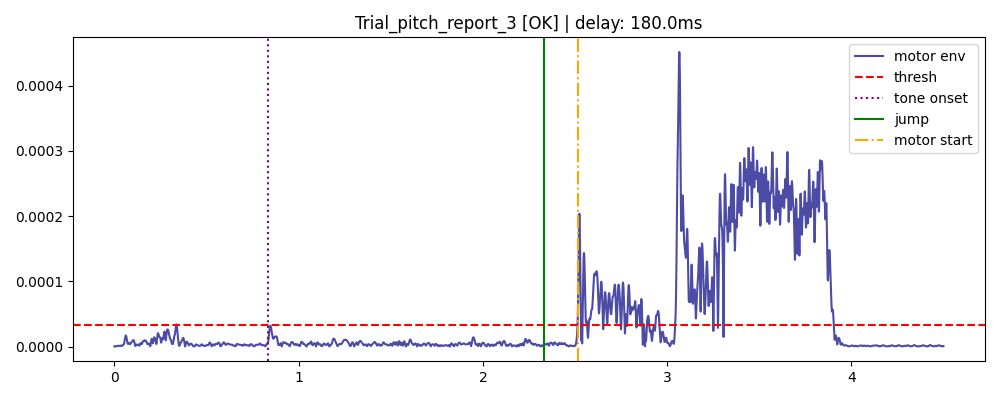 Trial_pitch_report_3 [OK] | delay: 180.0ms
motor env
thresh
tone onset
jump
motor start
0.0004
0.0003
0.0002
0.0001
0.0000
0 1 2 3 4